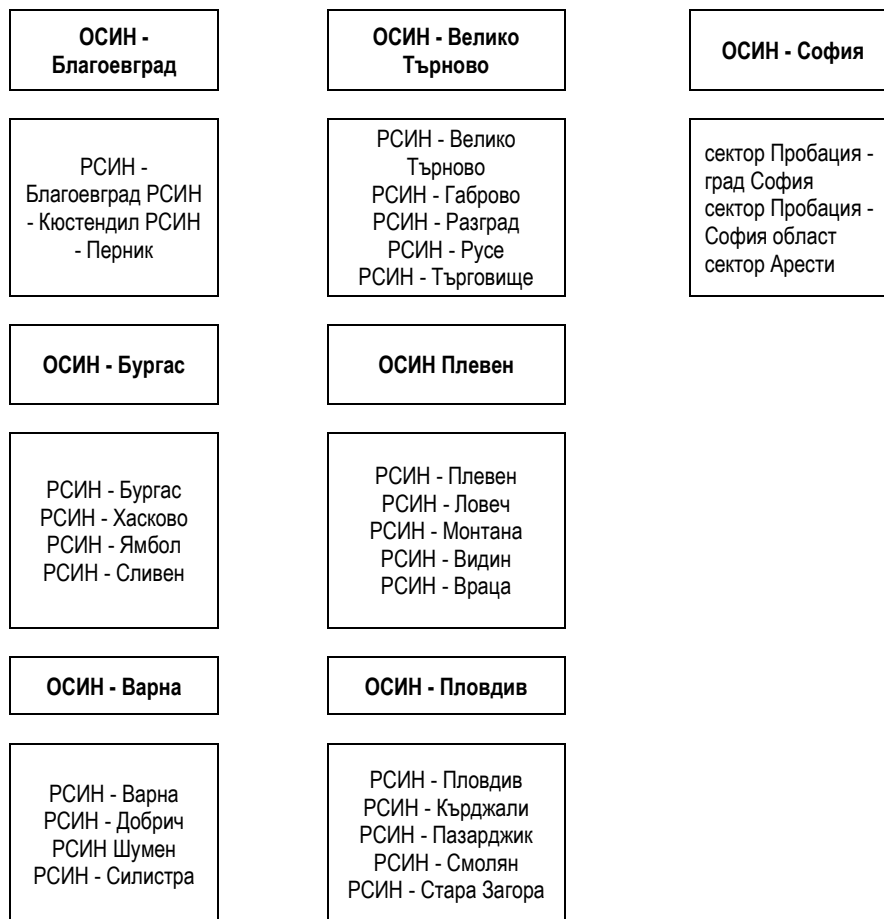 ОСИН -
Благоевград
РСИН -
Благоевград РСИН
- Кюстендил РСИН
- Перник
ОСИН - Велико
Търново
РСИН - Велико
Търново
РСИН - Габрово
РСИН - Разград
РСИН - Русе
РСИН - Търговище
ОСИН - София
сектор Пробация -
град София
сектор Пробация -
София област
сектор Арести
ОСИН - Бургас
РСИН - Бургас
РСИН - Хасково
РСИН - Ямбол
РСИН - Сливен
ОСИН Плевен
РСИН - Плевен
РСИН - Ловеч
РСИН - Монтана
РСИН - Видин
РСИН - Враца
ОСИН - Варна
РСИН - Варна
РСИН - Добрич
РСИН Шумен
РСИН - Силистра
ОСИН - Пловдив
РСИН - Пловдив
РСИН - Кърджали
РСИН - Пазарджик
РСИН - Смолян
РСИН - Стара Загора